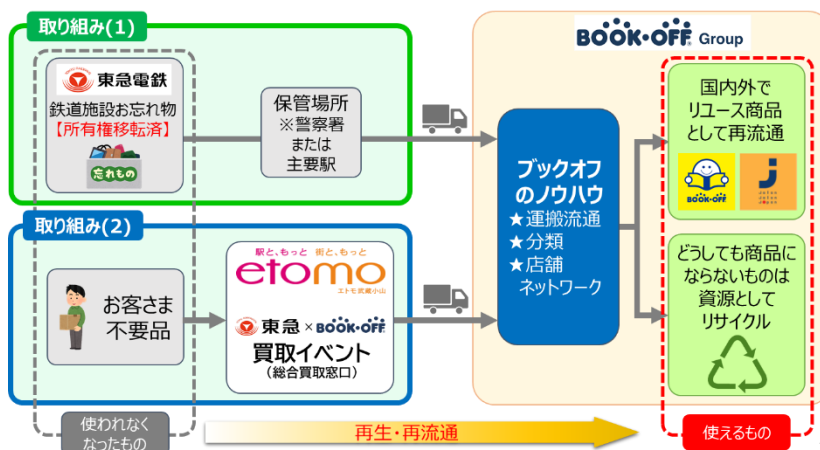 取り組み(1)
東急電鉄
鉄道施設お忘れ物
【所有権移転済】
忘れもの
保管場所
※警察署
または
主要駅
取り組み(2)
お客さま
不要品
駅と、もっと 街と、もっと
etomo
エトモ武蔵小山
東急×BOOK・OFF
買取イベント
(総合買取窓口)
BOOK・OFF Group
ブックオフ
のノウハウ
★運搬流通
★分類
★店舗
ネットワーク
国内外で
リユース商品
として再流通
BOOK・OFF
J
どうしても商品に
ならないものは
資源として
リサイクル
使われなく
なったもの
再生・再流通
使えるもの